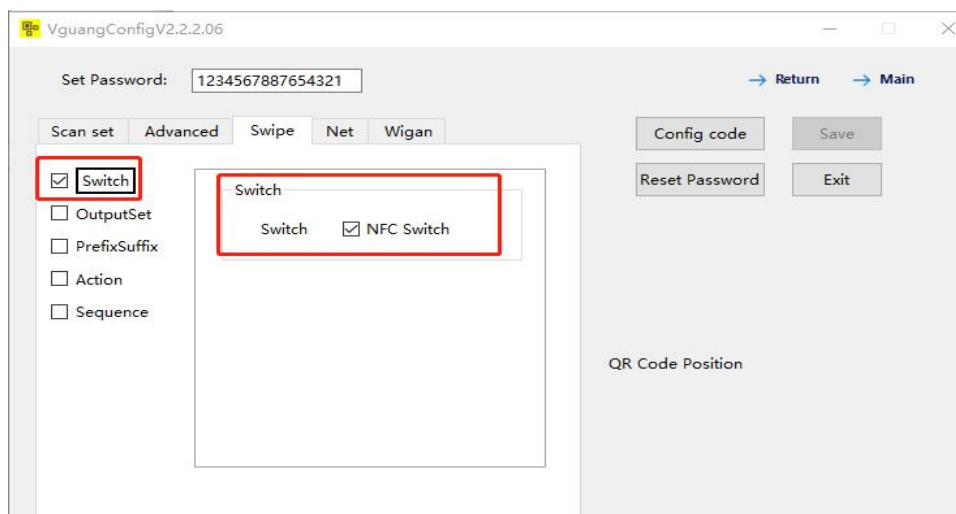 VguangConfigV2.2.2.06
Set Password: 1234567887654321
Return Main
Scan set Advanced Swipe Net Wigan
Config code Save
Reset Password Exit
Switch
OutputSet
PrefixSuffix
Action
Sequence
Switch
Switch NFC Switch
QR Code Position